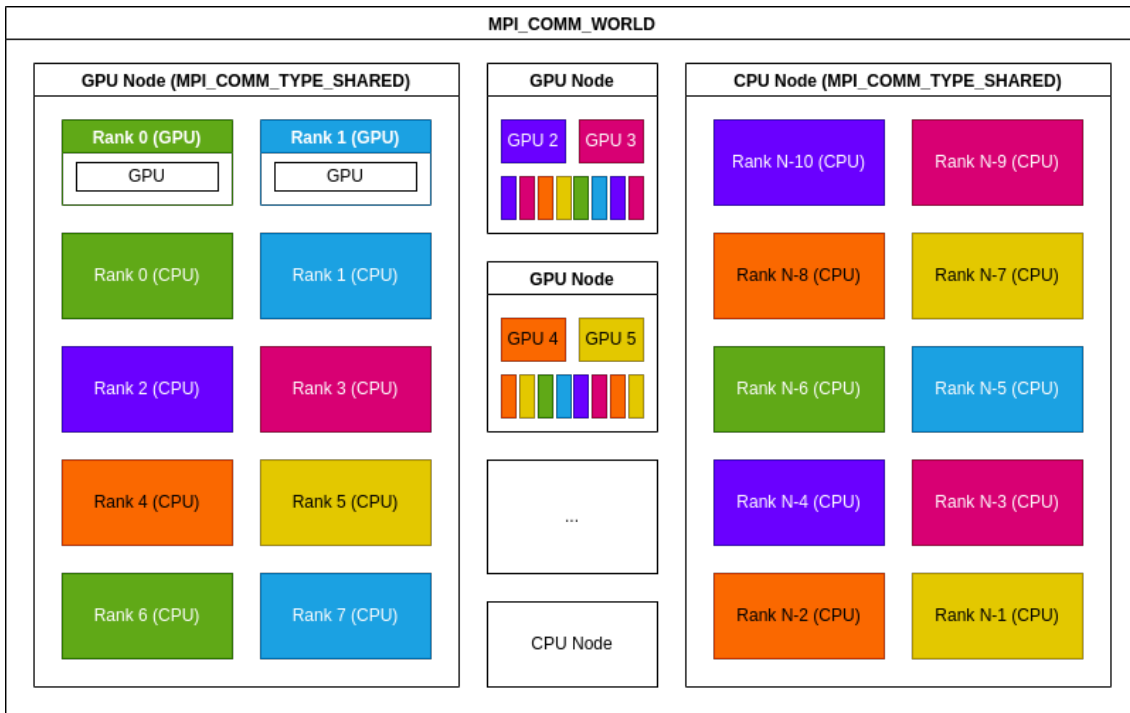 MPI_COMM_WORLD
GPU Node (MPI_COMM_TYPE_SHARED)
Rank 0 (GPU)
GPU
Rank 1 (GPU)
GPU
Rank 0 (CPU)
Rank 1 (CPU)
Rank 2 (CPU)
Rank 3 (CPU)
Rank 4 (CPU)
Rank 5 (CPU)
Rank 6 (CPU)
Rank 7 (CPU)
GPU Node
GPU 2
GPU 3
GPU Node
GPU 4
GPU 5
...
CPU Node
CPU Node (MPI_COMM_TYPE_SHARED)
Rank N-10 (CPU)
Rank N-9 (CPU)
Rank N-8 (CPU)
Rank N-7 (CPU)
Rank N-6 (CPU)
Rank N-5 (CPU)
Rank N-4 (CPU)
Rank N-3 (CPU)
Rank N-2 (CPU)
Rank N-1 (CPU)